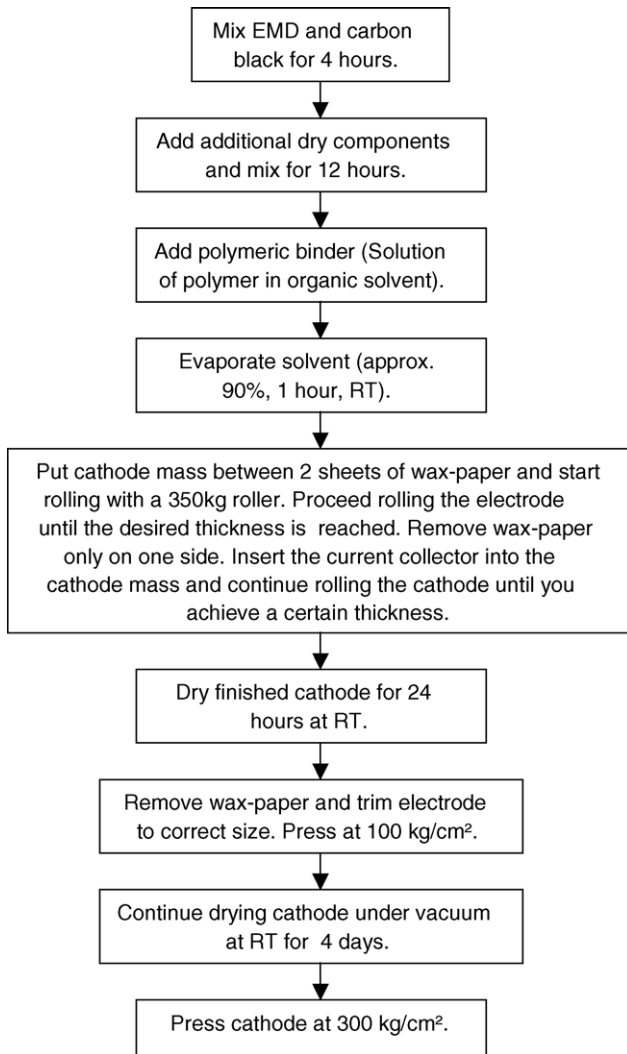 Mix EMD and carbon
black for 4 hours.
Add additional dry components
and mix for 12 hours.
Add polymeric binder (Solution
of polymer in organic solvent).
Evaporate solvent (approx.
90%, 1 hour, RT).
Put cathode mass between 2 sheets of wax-paper and start
rolling with a 350kg roller. Proceed rolling the electrode
until the desired thickness is reached. Remove wax-paper
only on one side. Insert the current collector into the
cathode mass and continue rolling the cathode until you
achieve a certain thickness.
Dry finished cathode for 24
hours at RT.
Remove wax-paper and trim electrode
to correct size. Press at 100 kg/cm².
Continue drying cathode under vacuum
at RT for 4 days.
Press cathode at 300 kg/cm².